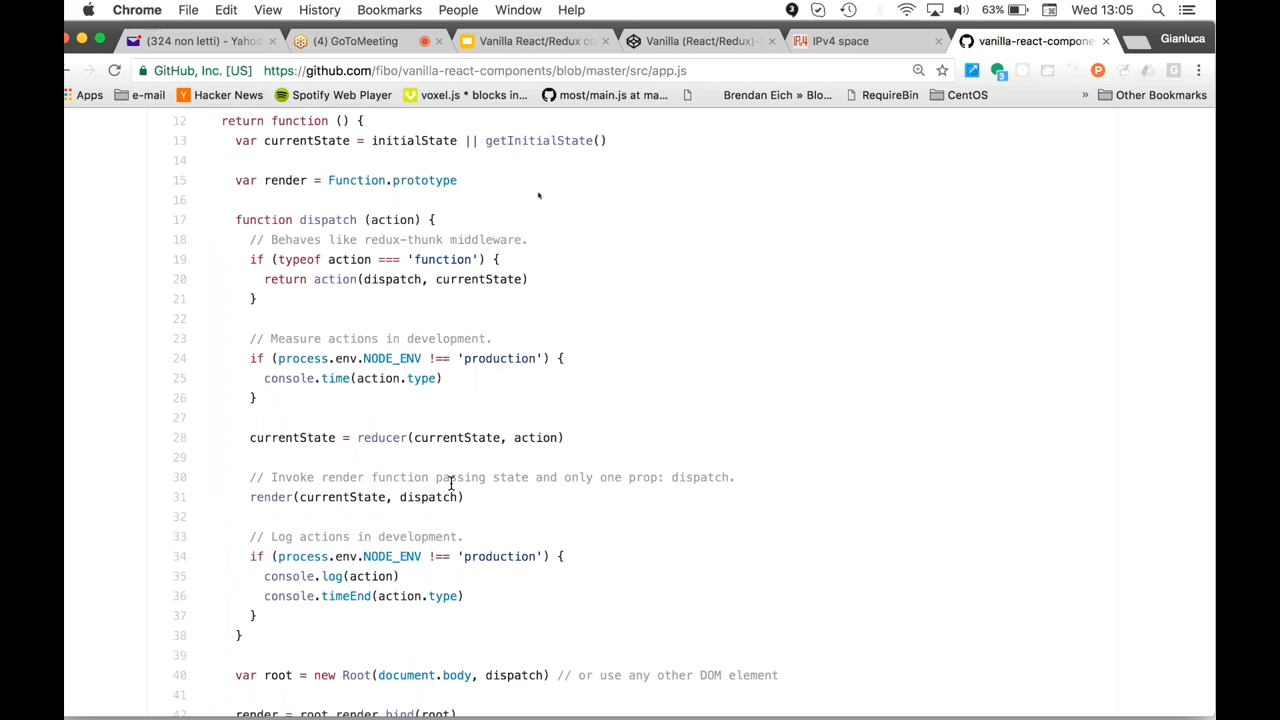 Chrome File Edit View History Bookmarks People Window Help 3 63% Wed 13:05
(324 non letti) - Yahoo (4) GoToMeeting Vanilla React/Redux co Vanilla (React/Redux)- IPv4 space vanilla-react-compone Gianluca
GitHub, Inc. [US] https://github.com/fibo/vanilla-react-components/blob/master/src/app.js 3
Apps e-mail Hacker News Spotify Web Player voxel.js * blocks in... most/main.js at ma... Brendan Eich » Blo... RequireBin CentOS » Other Bookmarks
12 return function () {
13 var currentState = initialState || getInitialState()
14
15 var render = Function.prototype
16
17 function dispatch (action) {
18 // Behaves like redux-thunk middleware.
19 if (typeof action === 'function') {
20 return action(dispatch, currentState)
21 }
22
23 // Measure actions in development.
24 if (process.env.NODE_ENV !== 'production') {
25 console.time(action.type)
26 }
27
28 currentState = reducer(currentState, action)
29
30 // Invoke render function passing state and only one prop: dispatch.
31 render(currentState, dispatch)
32
33 // Log actions in development.
34 if (process.env.NODE_ENV !== 'production') {
35 console.log(action)
36 console.timeEnd(action.type)
37 }
38 }
39
40 var root = new Root(document.body, dispatch) // or use any other DOM element
41
42 render = root.render.bind(root)